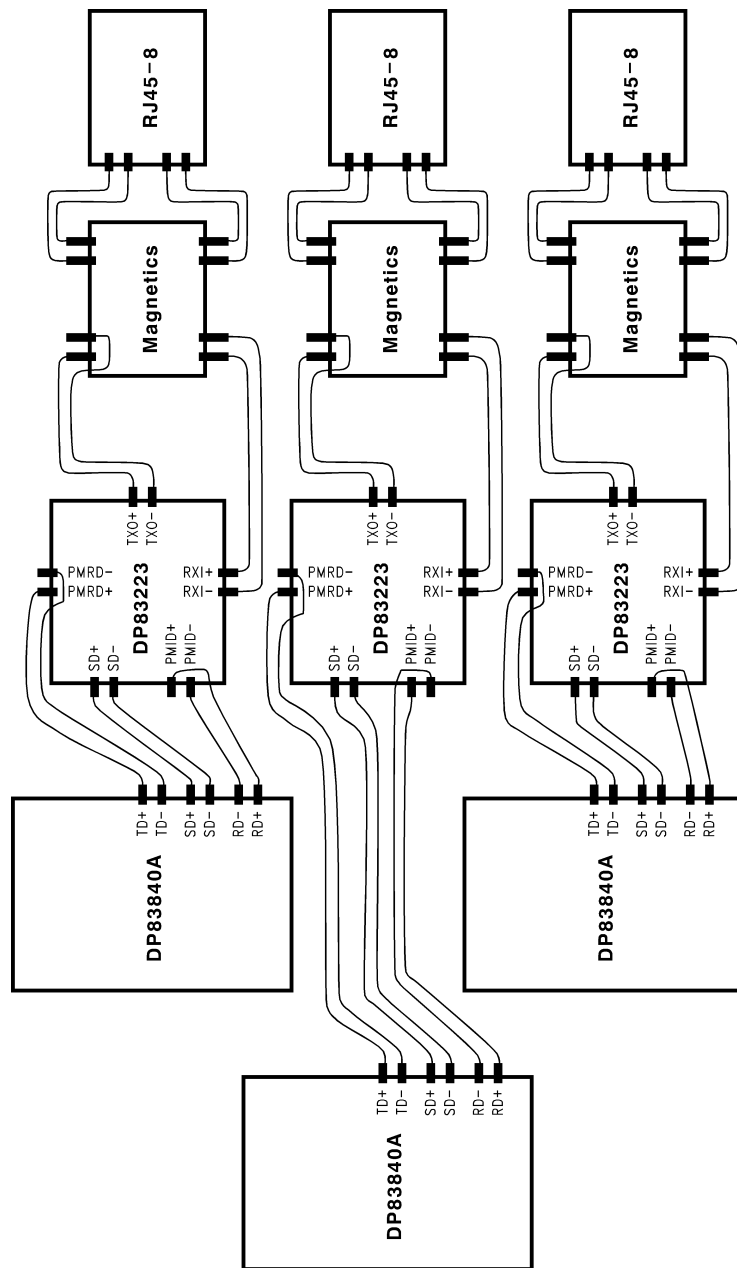 RJ45-8
RJ45-8
RJ45-8
Magnetics
Magnetics
Magnetics
TXO+
TXO-
PMRD-
PMRD+
DP83223
RXI+
RXI-
SD+
SD-
PMID+
PMID-
TXO+
TXO-
PMRD-
PMRD+
DP83223
RXI+
RXI-
SD+
SD-
PMID+
PMID-
TXO+
TXO-
PMRD-
PMRD+
DP83223
RXI+
RXI-
SD+
SD-
PMID+
PMID-
TD+
TD-
SD+
SD-
RD-
RD+
DP83840A
TD+
TD-
SD+
SD-
RD-
RD+
DP83840A
TD+
TD-
SD+
SD-
RD-
RD+
DP83840A